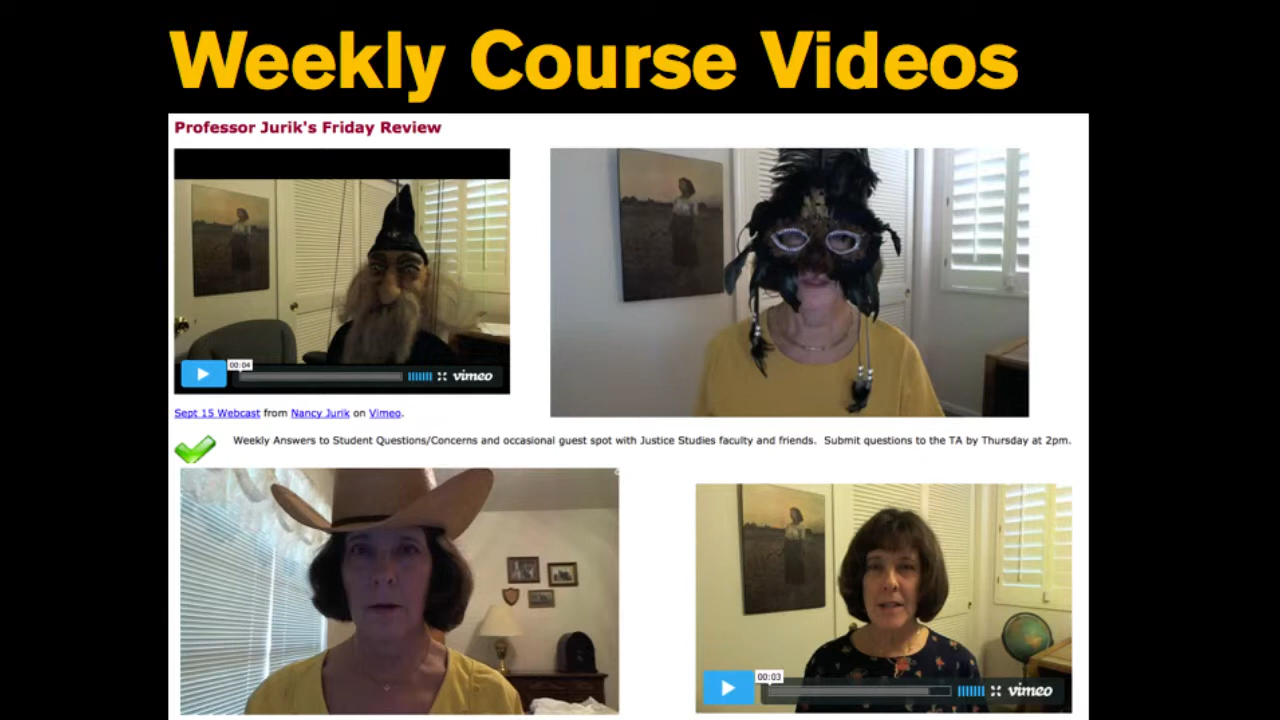 Weekly Course Videos
Professor Jurik's Friday Review
00:04
vimeo
Sept 15 Webcast from Nancy Jurik on Vimeo.
Weekly Answers to Student Questions/Concerns and occasional guest spot with Justice Studies faculty and friends.  Submit questions to the TA by Thursday at 2pm.
00:03
vimeo